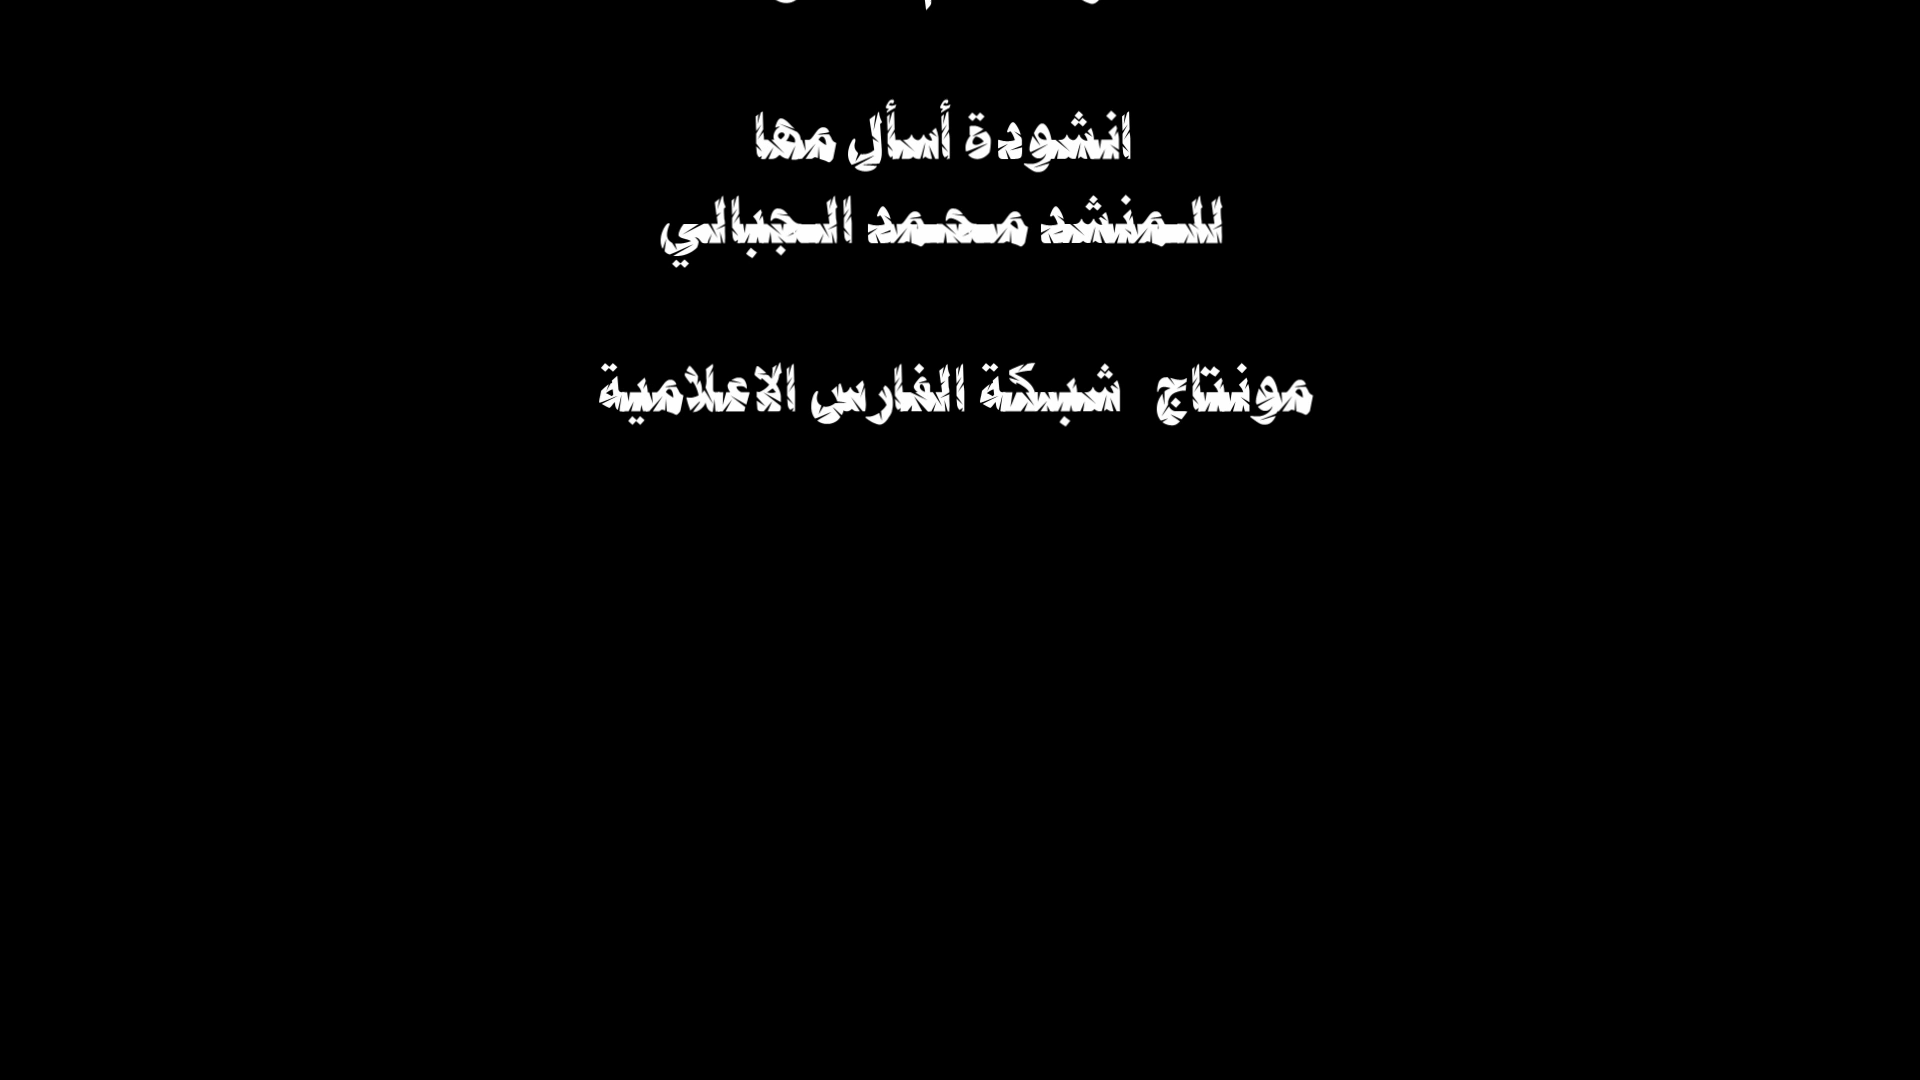 انشودة أسأل مها
للمنشد محمد الجبالي
مونتاج شبكة الفارس الاعلامية